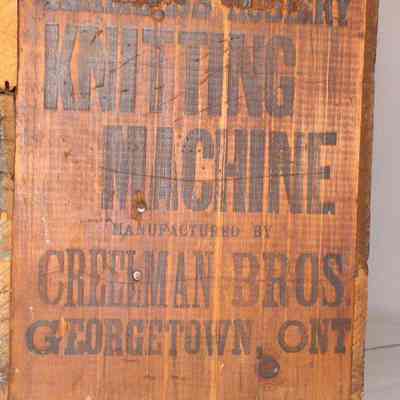 KNITTING
MACHINE
MANUFACTURED BY
CREELMAN BROS.
GEORGETOWN, ONT